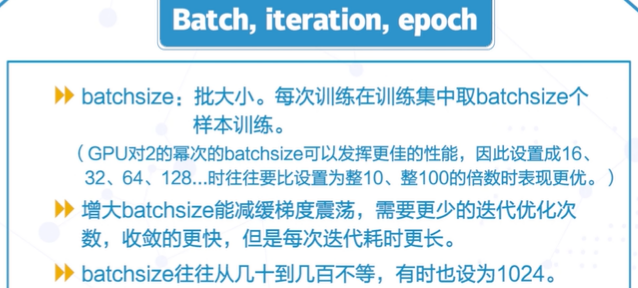 Batch, iteration, epoch
batchsize：批大小。每次训练在训练集中取batchsize个
样本训练。
（GPU对2的幂次的batchsize可以发挥更佳的性能，因此设置成16、
32、64、128...时往往要比设置为整10、整100的倍数时表现更优。）
增大batchsize能减缓梯度震荡，需要更少的迭代优化次
数，收敛的更快，但是每次迭代耗时更长。
batchsize往往从几十到几百不等，有时也设为1024。